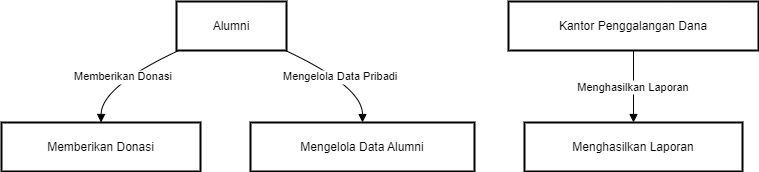 Alumni
Kantor Penggalangan Dana
Memberikan Donasi
Mengelola Data Pribadi
Menghasilkan Laporan
Memberikan Donasi
Mengelola Data Alumni
Menghasilkan Laporan